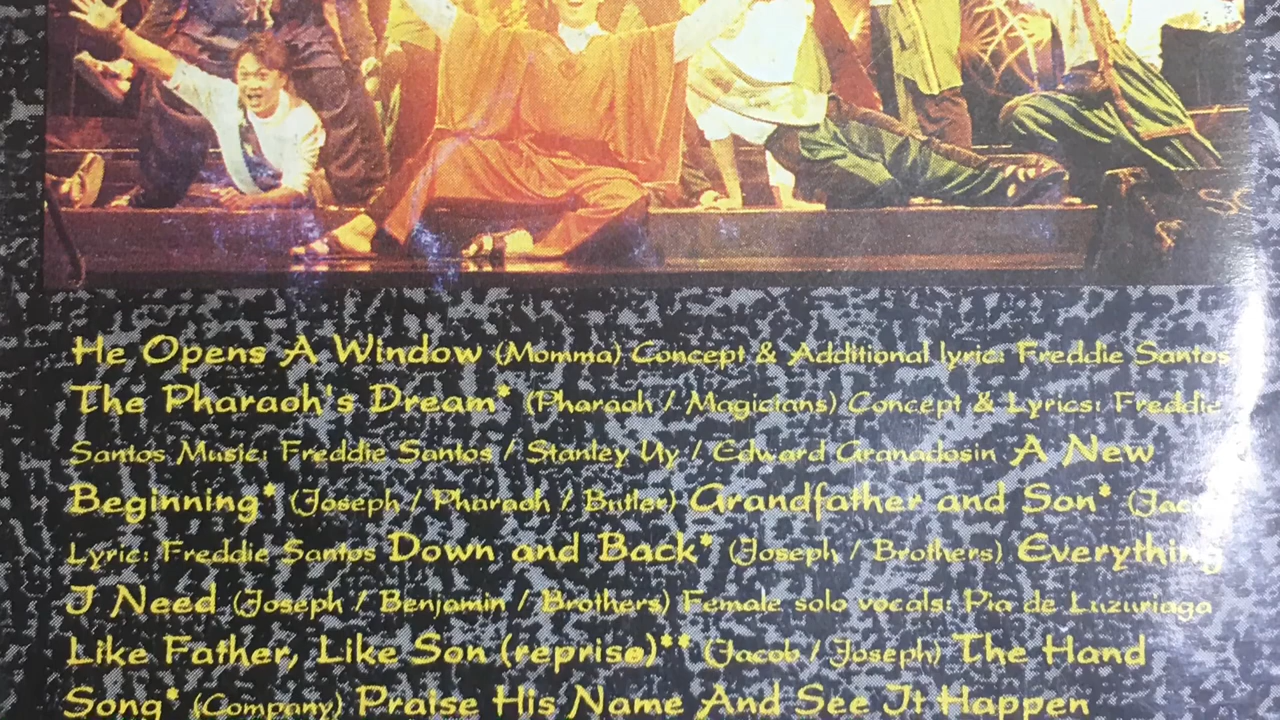 He Opens A Window (Momma) Concept & Additional lyric: Freddie Santos
The Pharaoh's Dream* (Pharaoh / Magicians) Concept & Lyrics: Freddie
Santos Music: Freddie Santos / Stanley Uy / Edward Granadosin A New
Beginning* (Joseph / Pharaoh / Butler) Grandfather and Son*
Lyric: Freddie Santos Down and Back* (Joseph / Brothers) Everything
I Need (Joseph / Benjamin / Brothers) Female solo vocals: Pia de Luzuriaga
Like Father, Like Son (reprise)** (Jacob / Joseph) The Hand
Song* (Company) Praise His Name And See It Happen